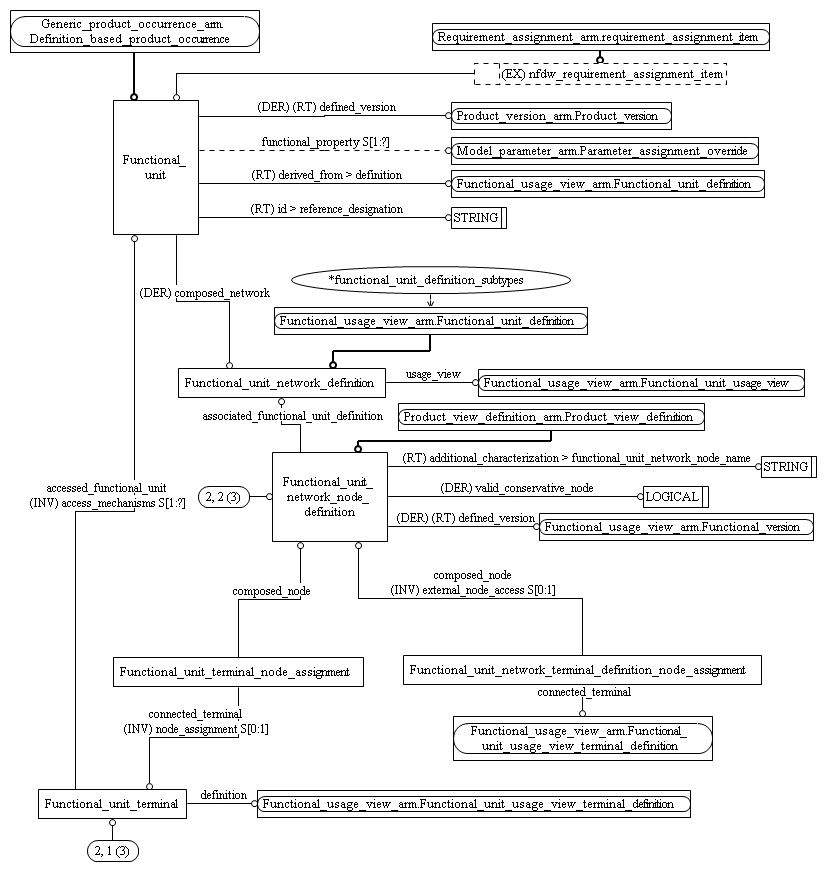 Generic_product_occurrence_arm.
Definition_based_product_occurrence
Requirement_assignment_arm.requirement_assignment_item
(EX) nfdw_requirement_assignment_item
(DER) (RT) defined_version
Product_version_arm.Product_version
Functional_
unit
functional_property S[1:?]
Model_parameter_arm.Parameter_assignment_override
(RT) derived_from > definition
Functional_usage_view_arm.Functional_unit_definition
(RT) id > reference_designation
STRING
(DER) composed_network
*functional_unit_definition_subtypes
Functional_usage_view_arm.Functional_unit_definition
Functional_unit_network_definition
usage_view
Functional_usage_view_arm.Functional_unit_usage_view
associated_functional_unit_definition
Product_view_definition_arm.Product_view_definition
(RT) additional_characterization > functional_unit_network_node_name
STRING
Functional_unit_
network_node_
definition
2, 2 (3)
(DER) valid_conservative_node
LOGICAL
(DER) (RT) defined_version
Functional_usage_view_arm.Functional_version
accessed_functional_unit
(INV) access_mechanisms S[1:?]
composed_node
composed_node
(INV) external_node_access S[0:1]
Functional_unit_terminal_node_assignment
Functional_unit_network_terminal_definition_node_assignment
connected_terminal
connected_terminal
(INV) node_assignment S[0:1]
Functional_usage_view_arm.Functional_
unit_usage_view_terminal_definition
Functional_unit_terminal
definition
Functional_usage_view_arm.Functional_unit_usage_view_terminal_definition
2, 1 (3)